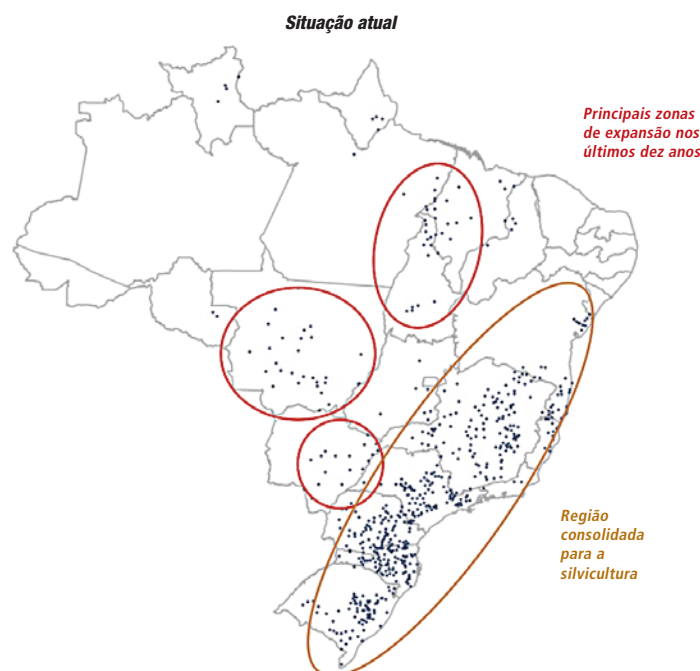 Situação atual
Principais zonas
de expansão nos
últimos dez anos
Região
consolidada
para a
silvicultura